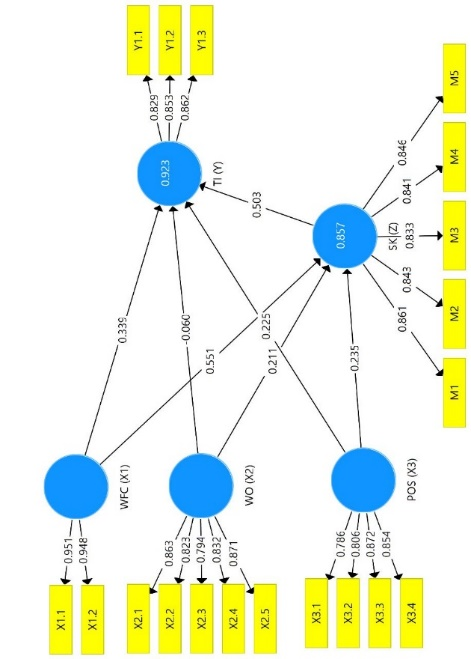 Y1.1
Y1.2
Y1.3
0.829
0.853
0.862
0.923
TI (Y)
M5
M4
M3
M2
M1
0.846
0.841
0.833
0.843
0.861
0.857
SK (Z)
0.503
0.339
-0.060
0.225
0.551
0.211
0.235
WFC (X1)
WO (X2)
POS (X3)
0.951
0.948
0.863
0.823
0.794
0.832
0.871
0.786
0.806
0.872
0.854
X1.1
X1.2
X2.1
X2.2
X2.3
X2.4
X2.5
X3.1
X3.2
X3.3
X3.4